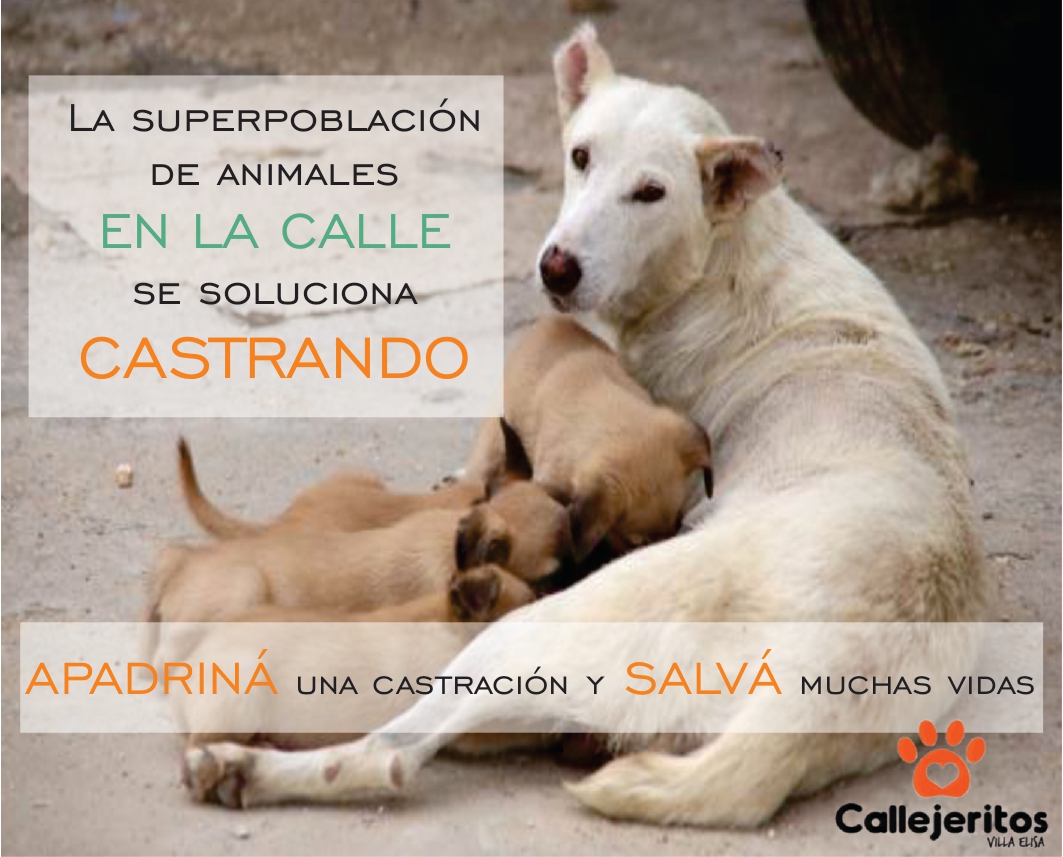 La superpoblación
de animales
EN LA CALLE
se soluciona
CASTRANDO
APADRINÁ una castración y SALVÁ muchas vidas
Callejeritos
VILLA ELISA